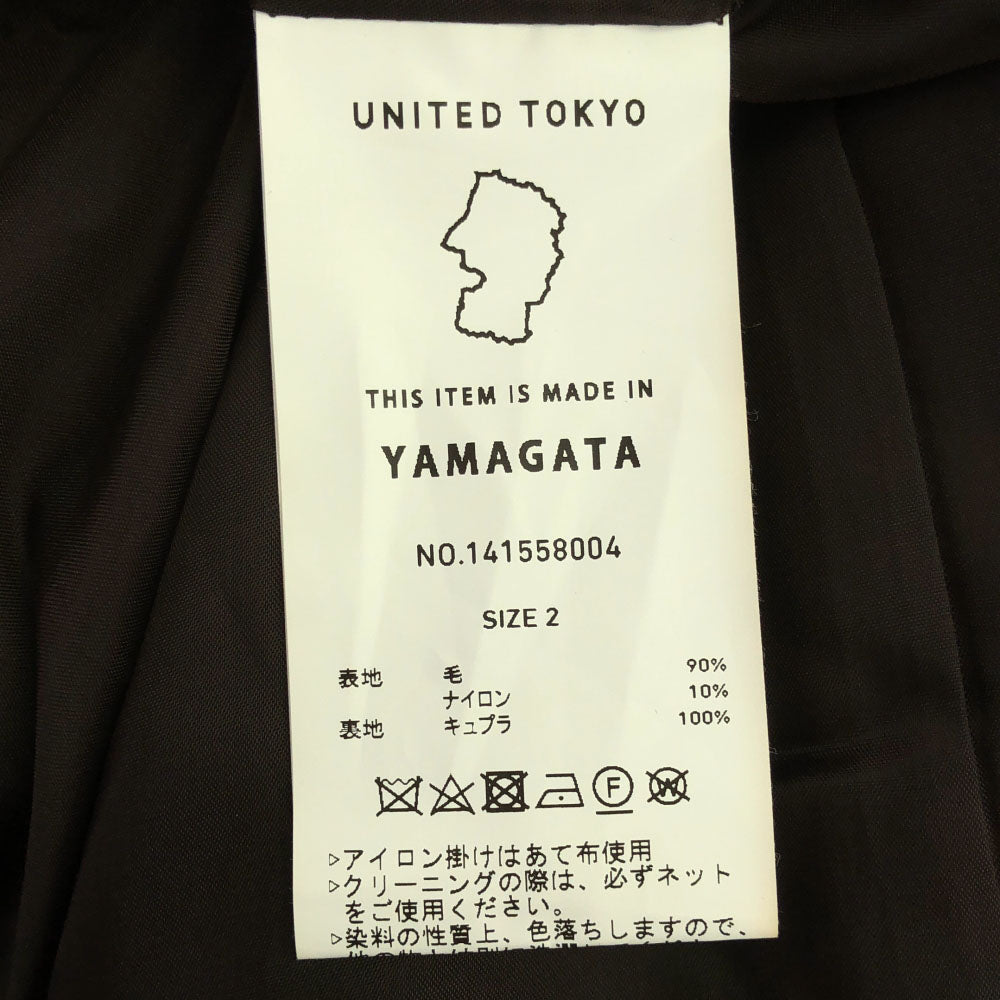 UNITED TOKYO
THIS ITEM IS MADE IN
YAMAGATA
NO.141558004
SIZE 2
表地 毛 90%
ナイロン 10%
裏地 キュプラ 100%
F W
▷アイロン掛けはあて布使用
▷クリーニングの際は、必ずネット
をご使用ください。
▷染料の性質上、色落ちしますので、